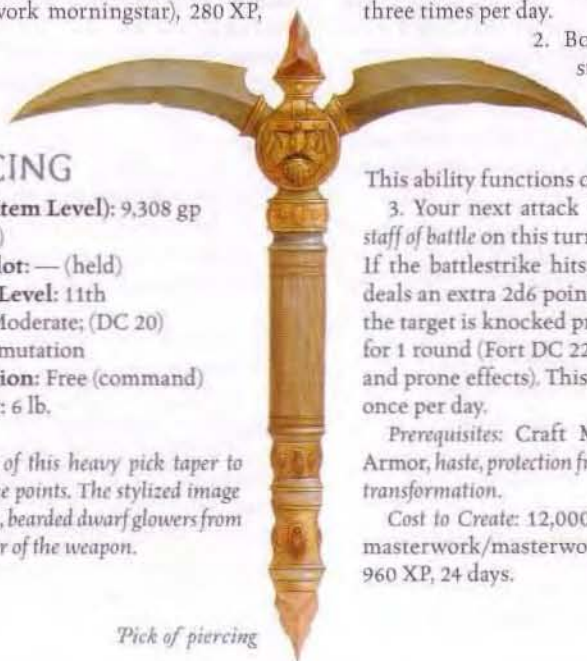 work morningstar), 280 XP,
CING
tem Level): 9,308 gp
)
lot: — (held)
Level: 11th
Moderate; (DC 20)
mutation
ion: Free (command)
: 6 lb.
of this heavy pick taper to
e points. The stylized image
, bearded dwarf glowers from
r of the weapon.
Pick of piercing
three times per day.
2. Bo
s
This ability functions o
3. Your next attack
staff of battle on this turn
If the battlestrike hits
deals an extra 2d6 poin
the target is knocked pr
for 1 round (Fort DC 22
and prone effects). This
once per day.
Prerequisites: Craft M
Armor, haste, protection fr
transformation.
Cost to Create: 12,000
masterwork/masterwo
960 XP, 24 days.